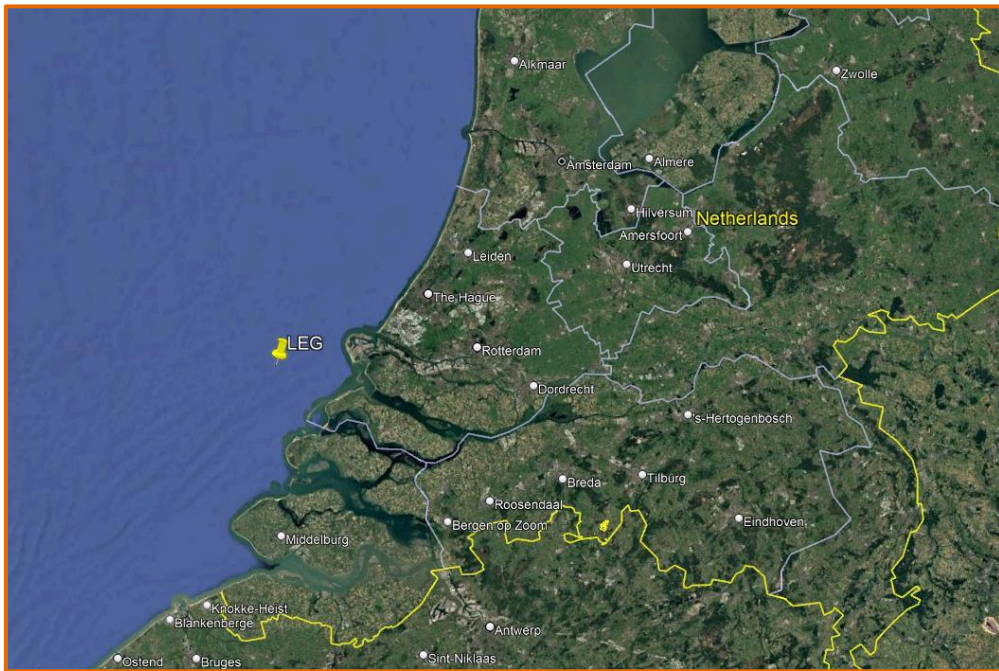 Alkmaar
Zwolle
Amsterdam
Almere
Hilversum
Netherlands
Amersfoort
Leiden
Utrecht
The Hague
LEG
Rotterdam
Dordrecht
's-Hertogenbosch
Tilburg
Breda
Roosendaal
Bergen op Zoom
Eindhoven
Middelburg
Knokke-Heist
Blankenberge
Antwerp
Ostend
Bruges
Sint-Niklaas